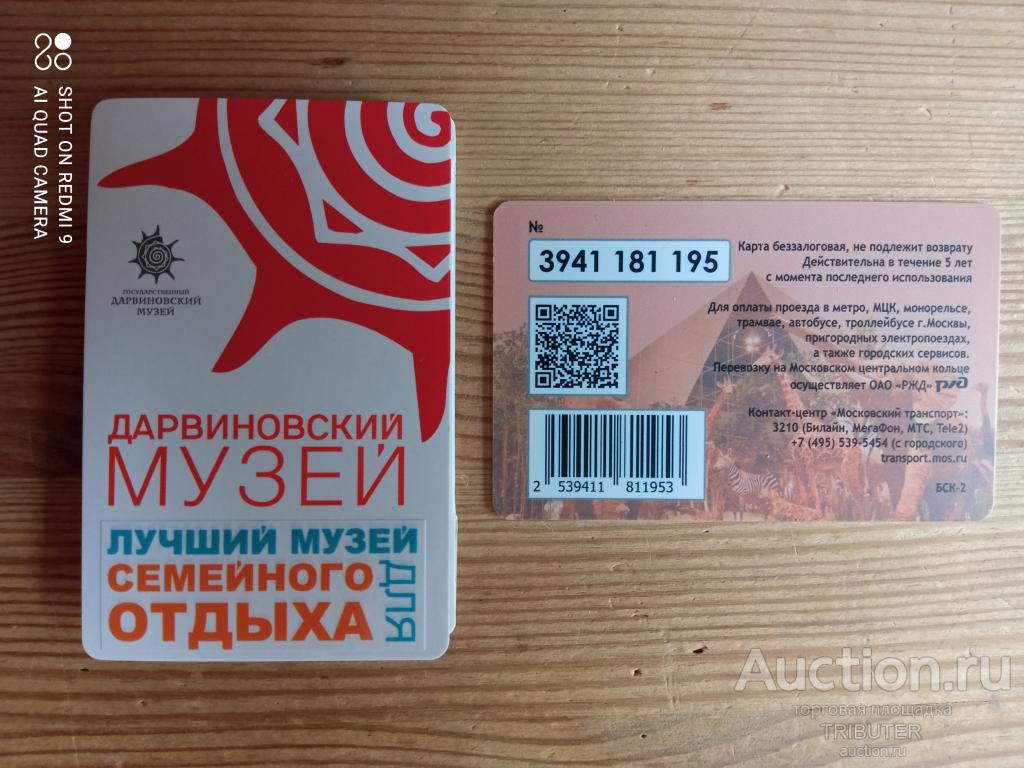 SHOT ON REDMI 9
AI QUAD CAMERA
ГОСУДАРСТВЕННЫЙ
ДАРВИНОВСКИЙ
МУЗЕЙ
ДАРВИНОВСКИЙ
МУЗЕЙ
ЛУЧШИЙ МУЗЕЙ
СЕМЕЙНОГО
ОТДЫХА
ДЛЯ
№
3941 181 195
Карта беззалоговая, не подлежит возврату
Действительна в течение 5 лет
с момента последнего использования
Для оплаты проезда в метро, МЦК, монорельсе,
трамвае, автобусе, троллейбусе г.Москвы,
пригородных электропоездах,
а также городских сервисов.
Перевозку на Московском центральном кольце
осуществляет ОАО «РЖД» РЖД
Контакт-центр «Московский транспорт»:
3210 (Билайн, МегаФон, МТС, Tele2)
+7 (495) 539-5454 (с городского)
transport.mos.ru
2 539411 811953
БСК-2
Auction.ru
торговая площадка
TRIBUTER
auction.ru